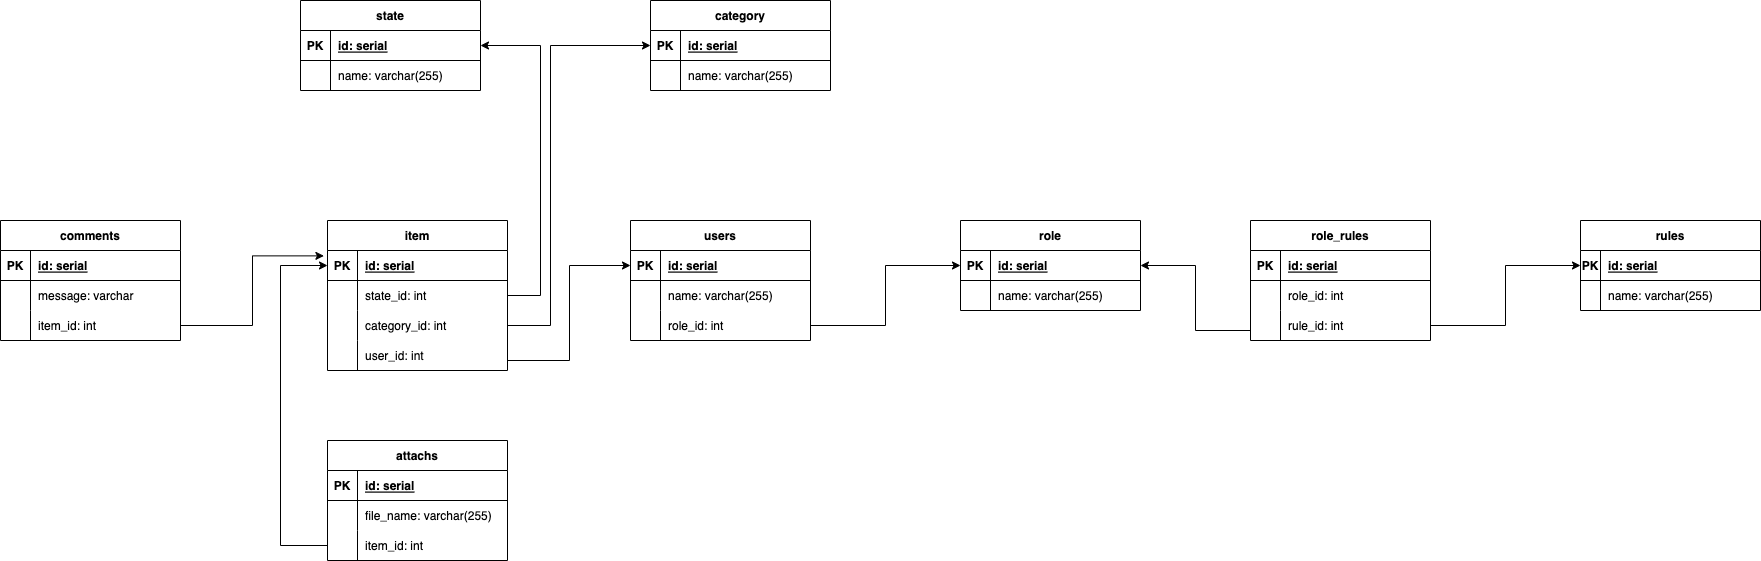 state
PK id: serial
name: varchar(255)
category
PK id: serial
name: varchar(255)
comments
PK id: serial
message: varchar
item_id: int
item
PK id: serial
state_id: int
category_id: int
user_id: int
users
PK id: serial
name: varchar(255)
role_id: int
role
PK id: serial
name: varchar(255)
role_rules
PK id: serial
role_id: int
rule_id: int
rules
PK id: serial
name: varchar(255)
attachs
PK id: serial
file_name: varchar(255)
item_id: int